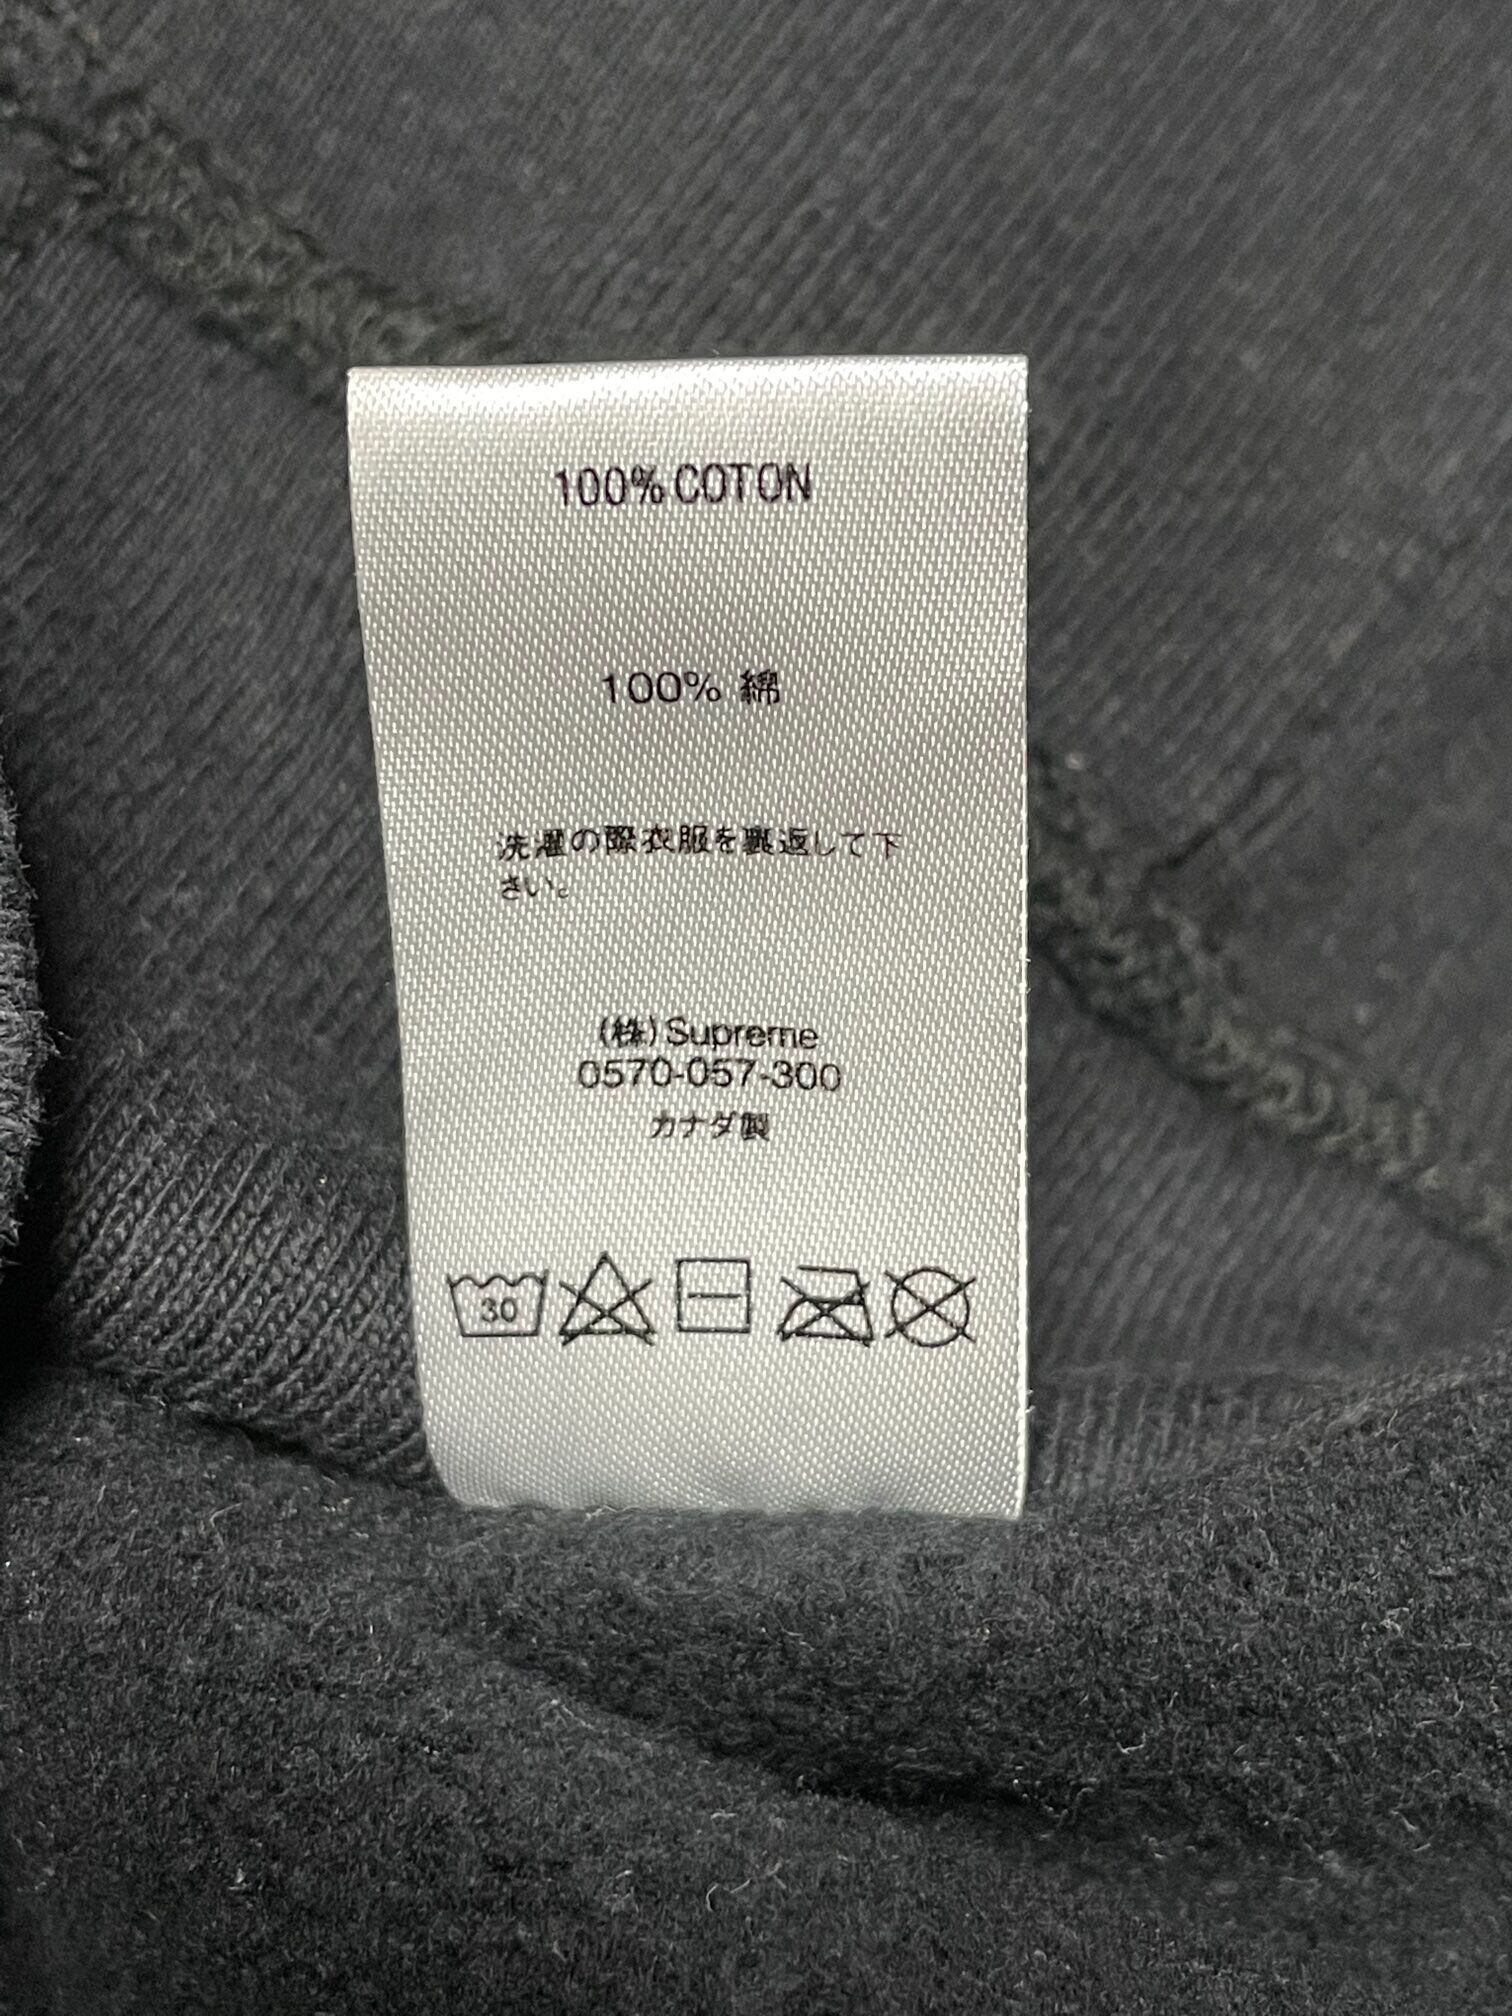 100% COTON
100% 綿
洗濯の際衣服を裏返して下
さい。
(株) Supreme
0570-057-300
カナダ製
30